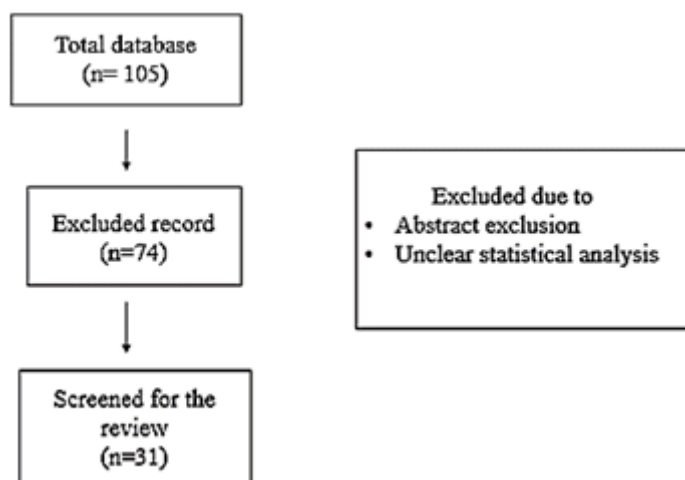 Total database
(n= 105)
Excluded record
(n=74)
Screened for the
review
(n=31)
Excluded due to
• Abstract exclusion
• Unclear statistical analysis